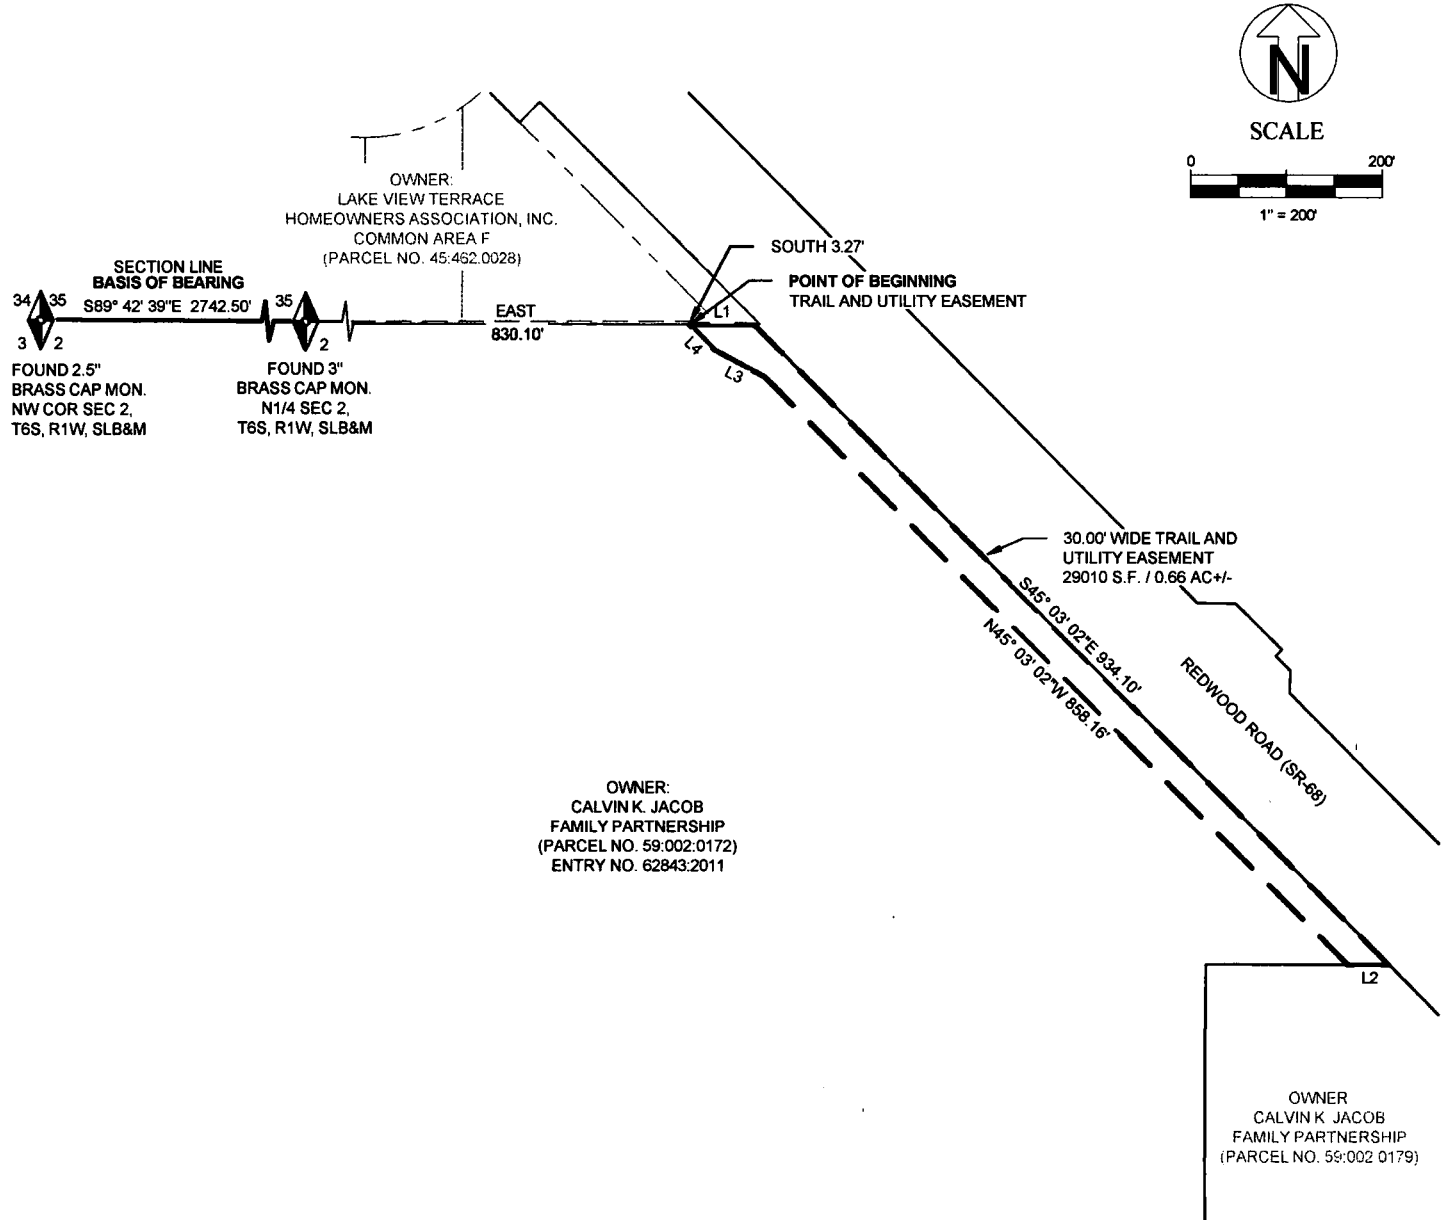 N
SCALE
0 200'
1" = 200'
OWNER:
LAKE VIEW TERRACE
HOMEOWNERS ASSOCIATION, INC.
COMMON AREA F
(PARCEL NO. 45:462.0028)
SOUTH 3.27'
POINT OF BEGINNING
TRAIL AND UTILITY EASEMENT
SECTION LINE
BASIS OF BEARING
S89° 42' 39"E 2742.50'
34 35
3 2
35
2
EAST
830.10'
L1
L4
L3
FOUND 2.5"
BRASS CAP MON.
NW COR SEC 2,
T6S, R1W, SLB&M
FOUND 3"
BRASS CAP MON.
N1/4 SEC 2,
T6S, R1W, SLB&M
30.00' WIDE TRAIL AND
UTILITY EASEMENT
29010 S.F. / 0.66 AC+/-
S45° 03' 02"E 934.10'
N45° 03' 02"W 858.16'
REDWOOD ROAD (SR-68)
OWNER:
CALVIN K. JACOB
FAMILY PARTNERSHIP
(PARCEL NO. 59:002:0172)
ENTRY NO. 62843:2011
L2
OWNER
CALVIN K JACOB
FAMILY PARTNERSHIP
(PARCEL NO. 59:002 0179)